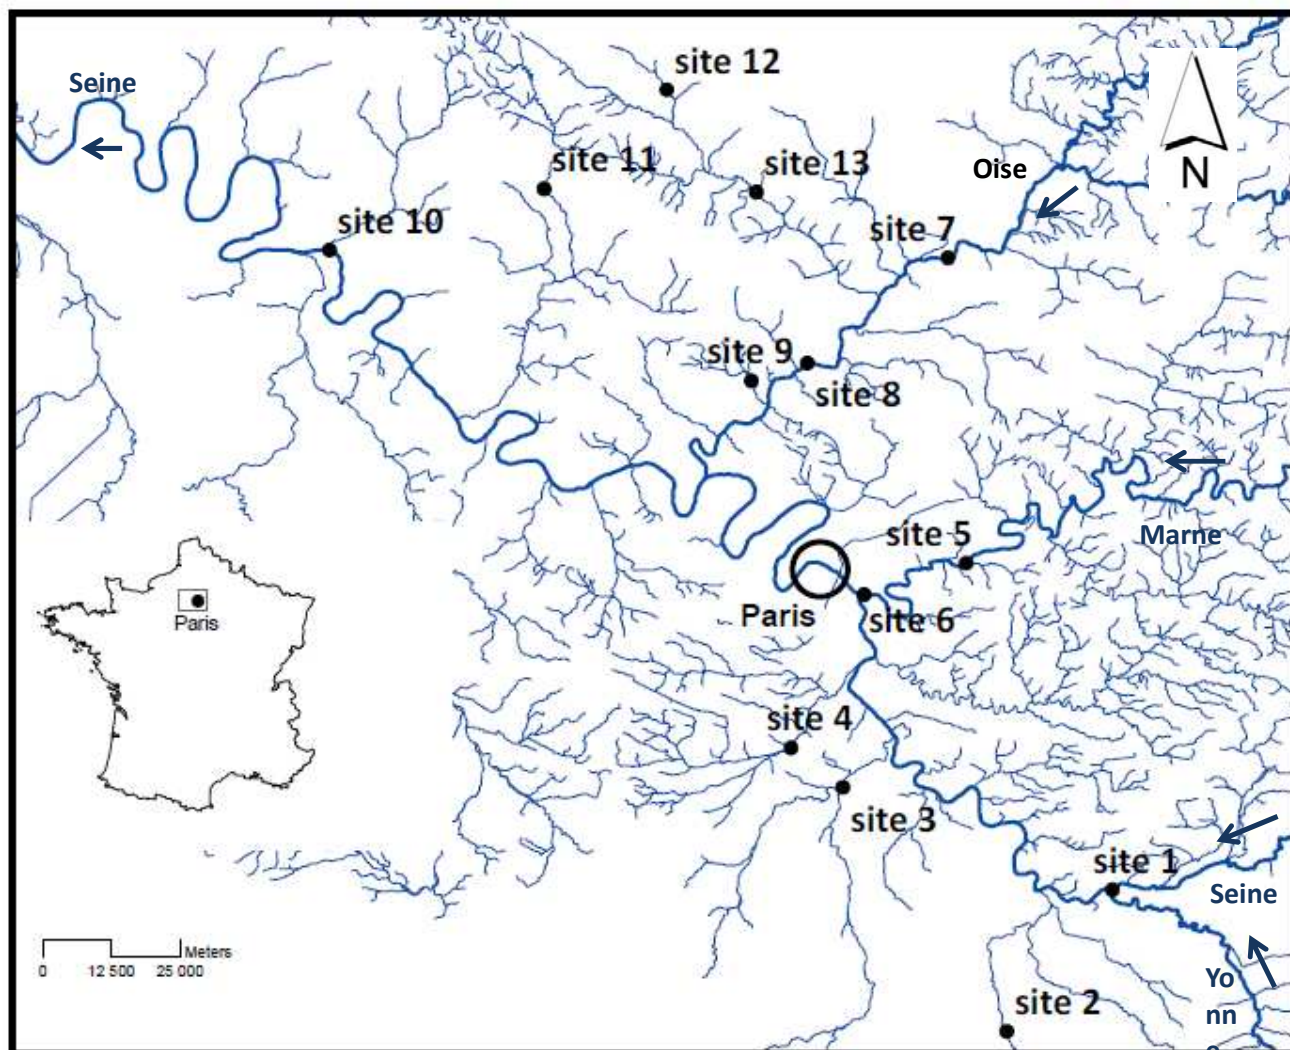 site 12
Seine
site 11
site 13
Oise
N
site 10
site 7
site 9
site 8
site 5
Marne
Paris
site 6
Paris
site 4
site 3
site 1
Seine
Meters
0 12 500 25 000
site 2
Yo
nn